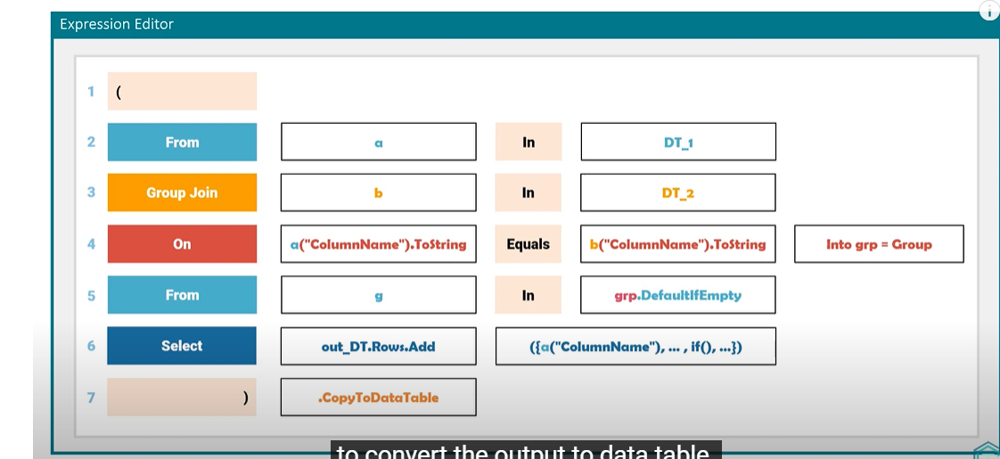 Expression Editor
1 (
2 From a In DT_1
3 Group Join b In DT_2
4 On a("ColumnName").ToString Equals b("ColumnName").ToString Into grp = Group
5 From g In grp.DefaultIfEmpty
6 Select out_DT.Rows.Add ({a("ColumnName"), ... , if(), ...})
7 ) .CopyToDataTable
to convert the output to data table